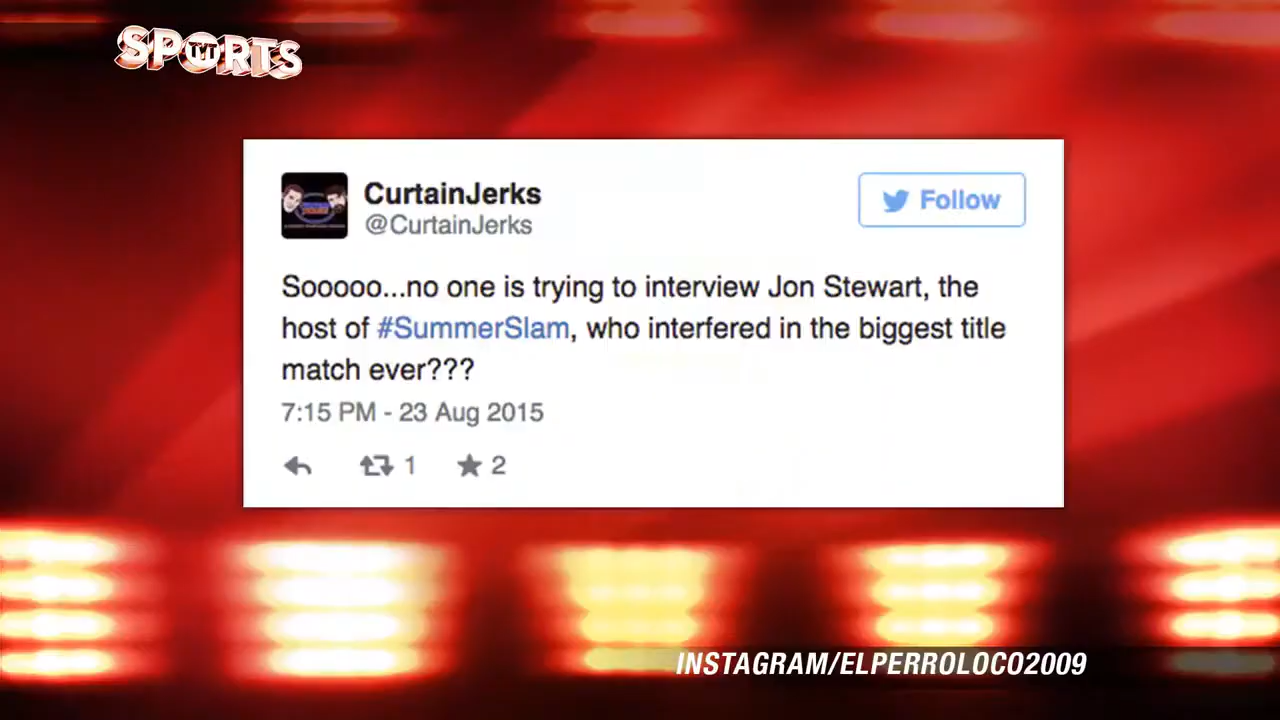 SPORTS
TYT
CurtainJerks
@CurtainJerks
Follow
Sooooo...no one is trying to interview Jon Stewart, the
host of #SummerSlam, who interfered in the biggest title
match ever???
7:15 PM - 23 Aug 2015
1
2
INSTAGRAM/ELPERROLOCO2009